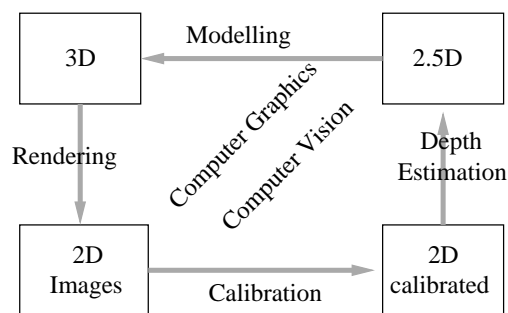 Modelling
3D
2.5D
Computer Graphics
Computer Vision
Rendering
Depth
Estimation
2D
Images
Calibration
2D
calibrated